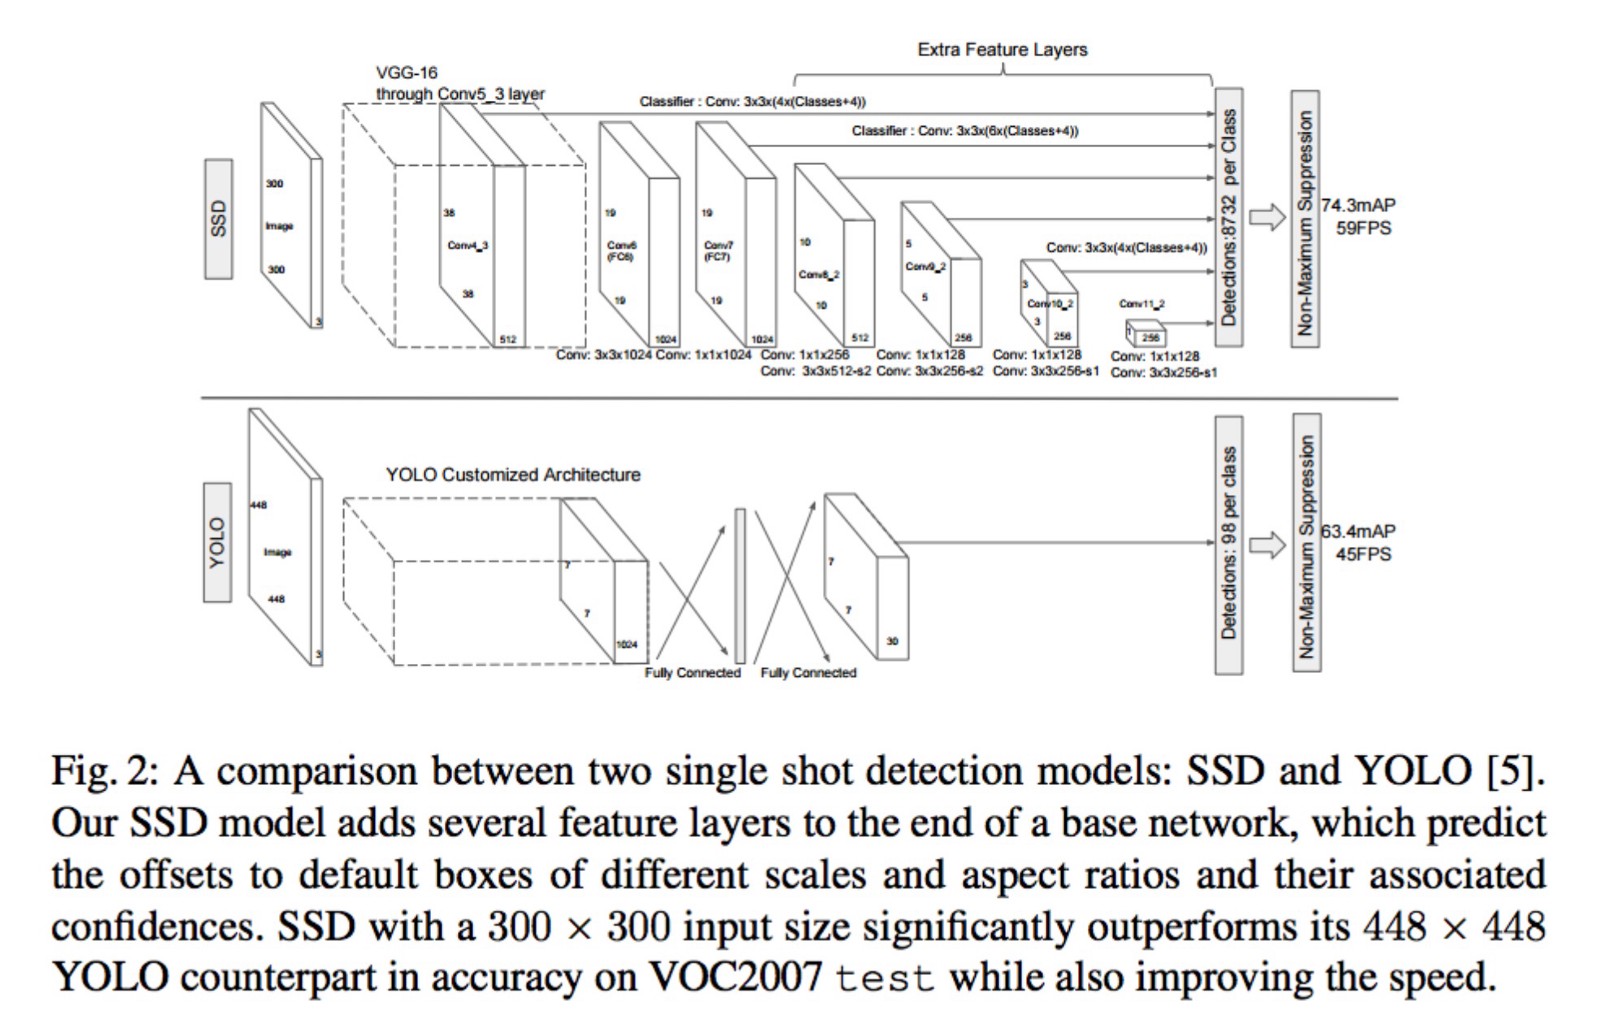 Extra Feature Layers
VGG-16
through Conv5_3 layer
Classifier : Conv: 3x3x(4x(Classes+4))
Classifier : Conv: 3x3x(6x(Classes+4))
SSD
300
Image
300
3
38
Conv4_3
38
512
19
Conv6
(FC6)
19
1024
19
Conv7
(FC7)
19
1024
10
Conv8_2
10
512
5
Conv9_2
5
256
Conv: 3x3x(4x(Classes+4))
3
Conv10_2
3
256
Conv11_2
1
256
Conv: 3x3x1024
Conv: 1x1x1024
Conv: 1x1x256
Conv: 3x3x512-s2
Conv: 1x1x128
Conv: 3x3x256-s2
Conv: 1x1x128
Conv: 3x3x256-s1
Conv: 1x1x128
Conv: 3x3x256-s1
Detections:8732 per Class
Non-Maximum Suppression
74.3mAP
59FPS
YOLO
448
Image
448
3
YOLO Customized Architecture
7
7
1024
Fully Connected
Fully Connected
7
7
30
Detections: 98 per class
Non-Maximum Suppression
63.4mAP
45FPS
Fig. 2: A comparison between two single shot detection models: SSD and YOLO [5].
Our SSD model adds several feature layers to the end of a base network, which predict
the offsets to default boxes of different scales and aspect ratios and their associated
confidences. SSD with a 300 × 300 input size significantly outperforms its 448 × 448
YOLO counterpart in accuracy on VOC2007 test while also improving the speed.